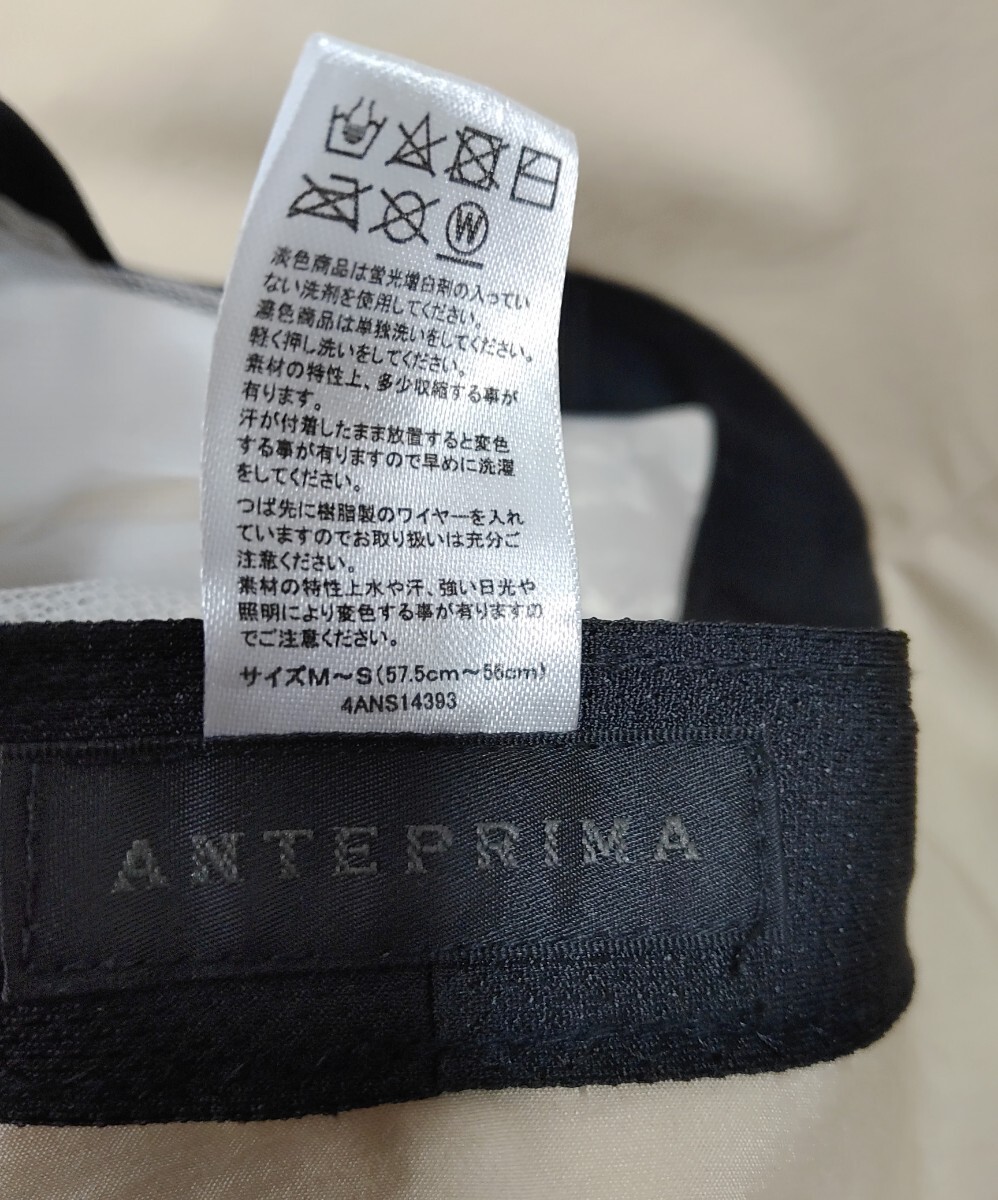 W
淡色商品は蛍光増白剤の入ってい
ない洗剤を使用してください。
濃色商品は単独洗いをしてください。
軽く押し洗いをしてください。
素材の特性上、多少収縮する事が
有ります。
汗が付着したまま放置すると変色
する事が有りますので早めに洗濯
をしてください。
つば先に樹脂製のワイヤーを入れ
ていますのでお取り扱いは充分ご
注意ください。
素材の特性上水や汗、強い日光や
照明により変色する事が有りますの
でご注意ください。
サイズM～S(57.5cm～56cm)
4ANS14393
ANTEPRIMA